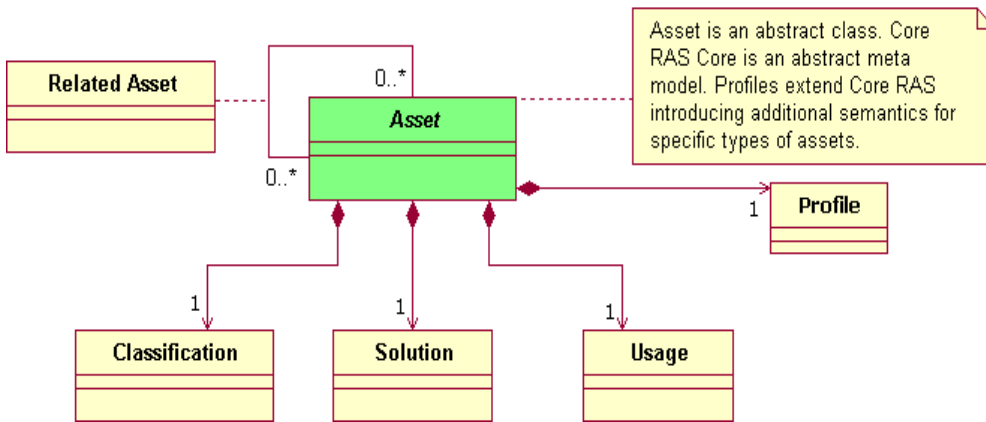 Asset is an abstract class. Core
RAS Core is an abstract meta
model. Profiles extend Core RAS
introducing additional semantics for
specific types of assets.
Related Asset
0..*
Asset
0..*
1
Profile
1
1
1
Classification
Solution
Usage